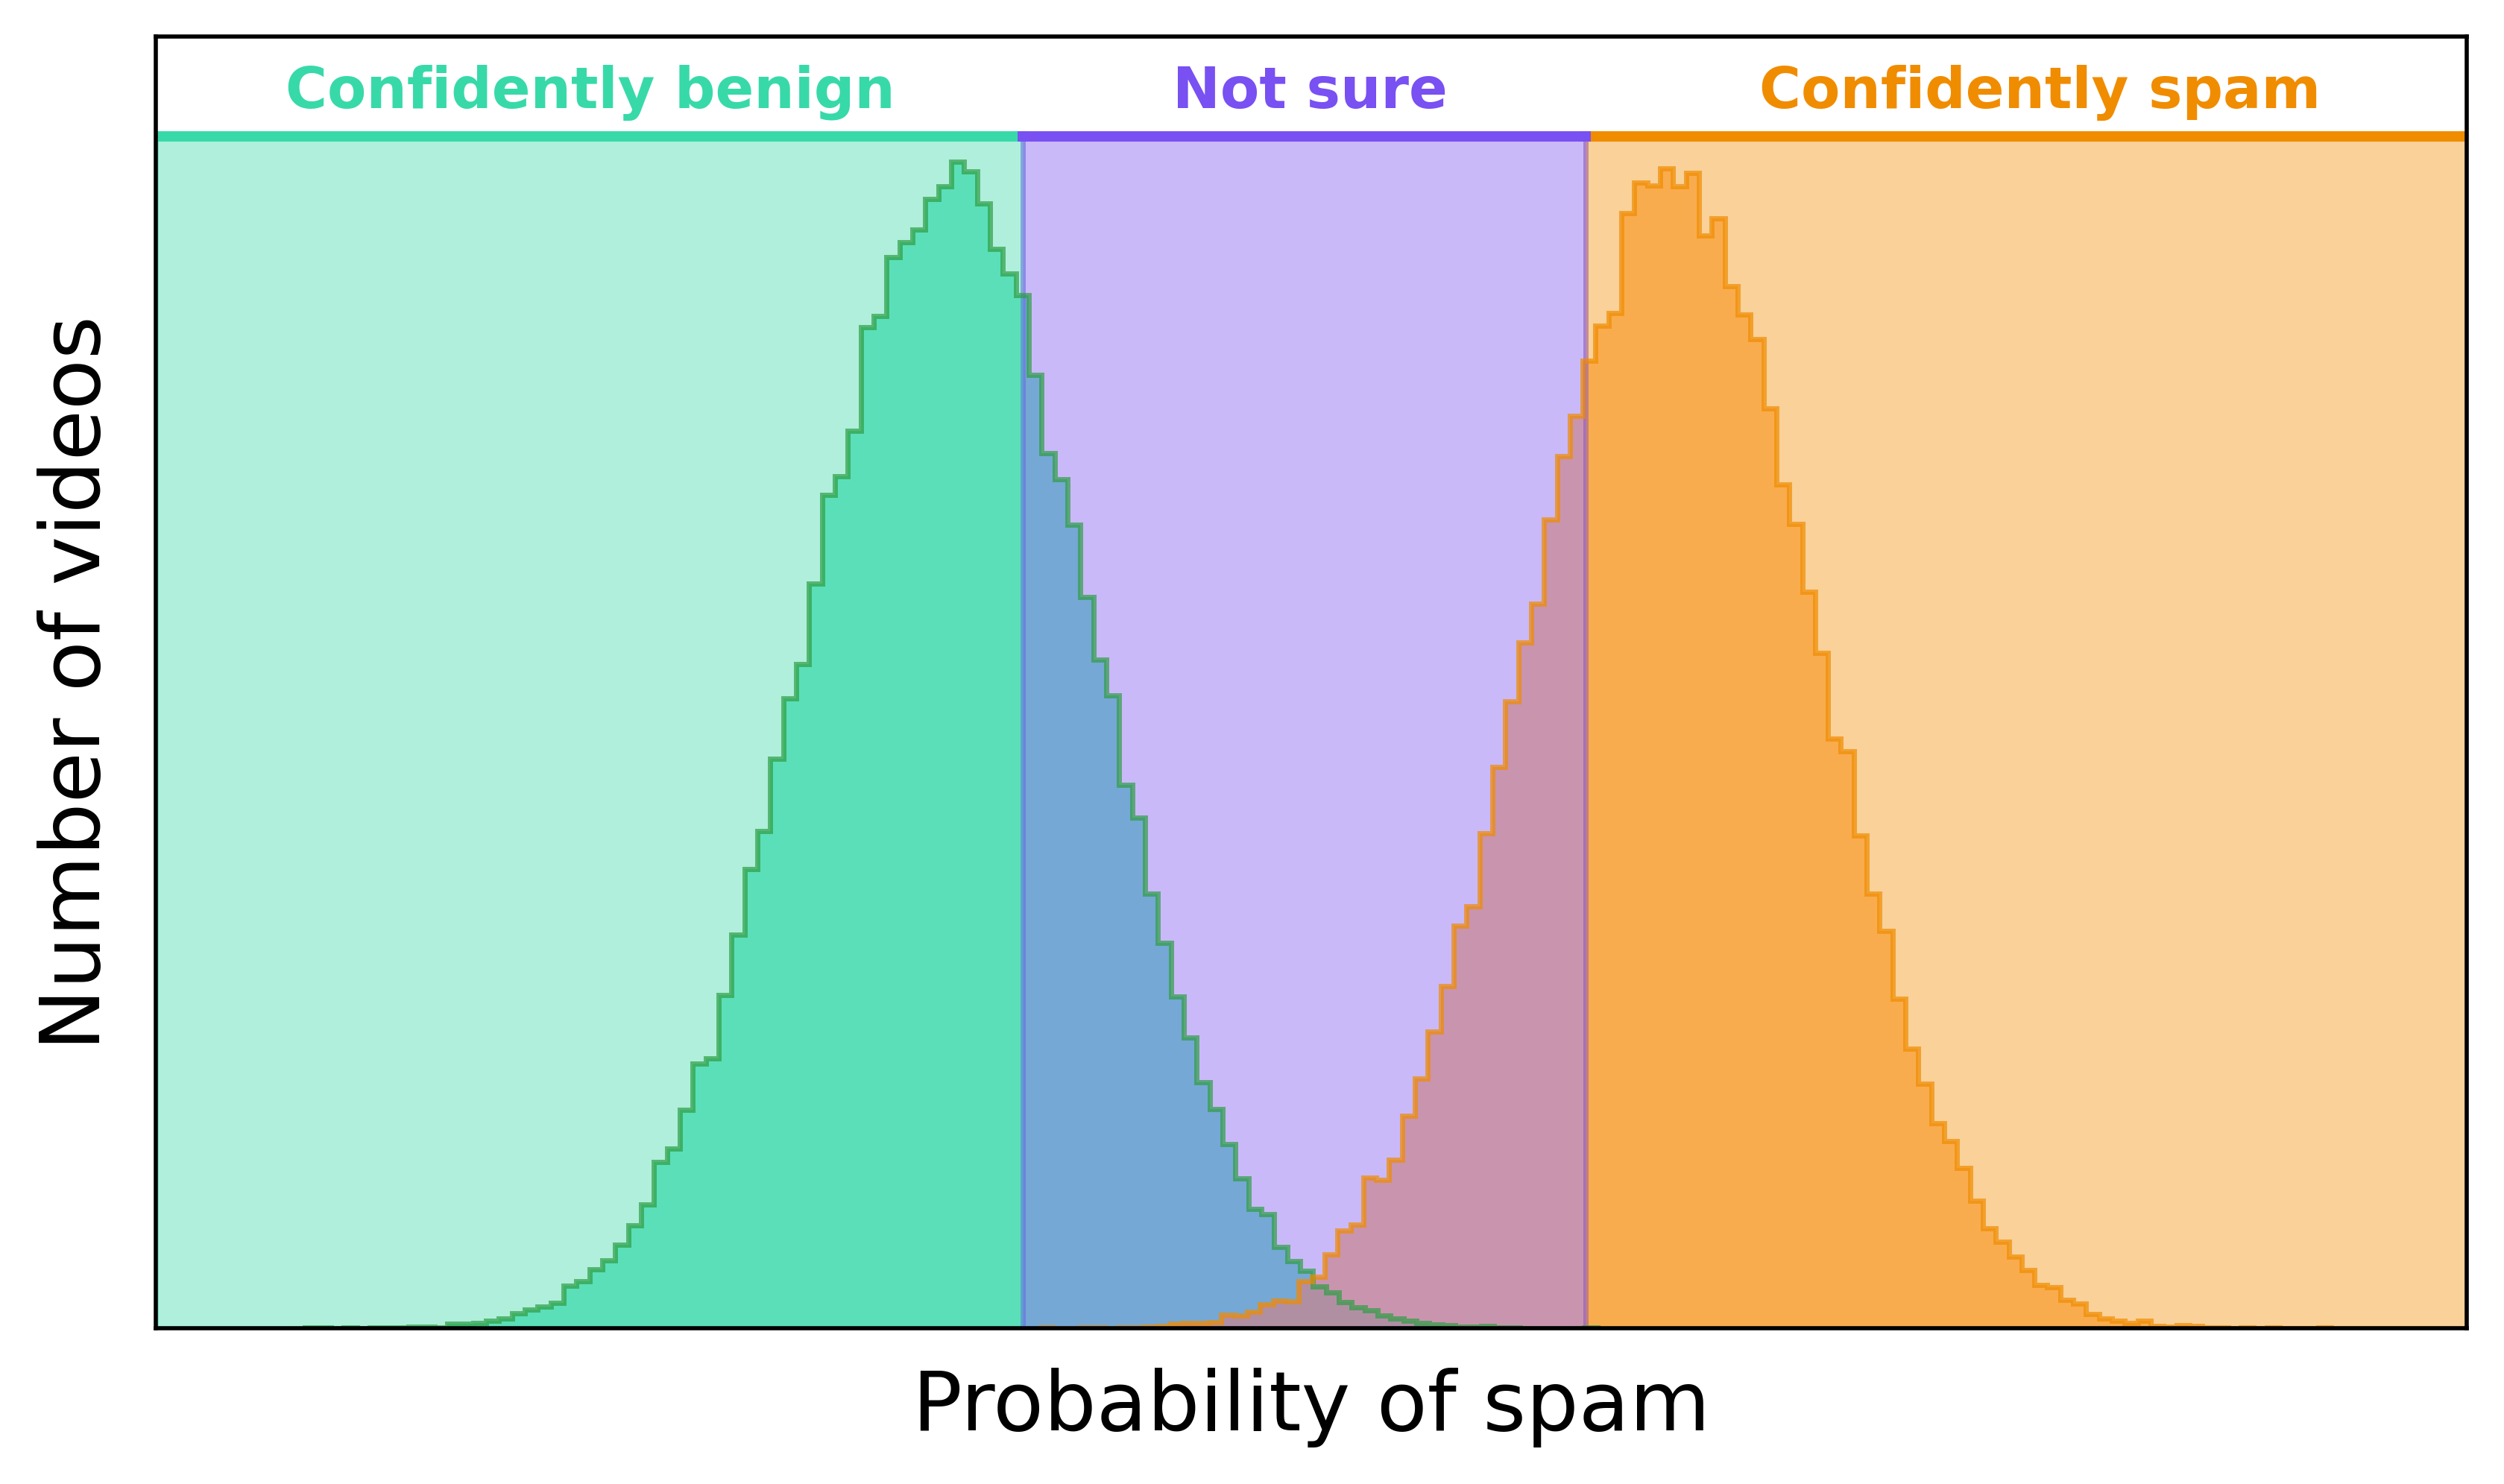 Confidently benign
Not sure
Confidently spam
Number of videos
Probability of spam